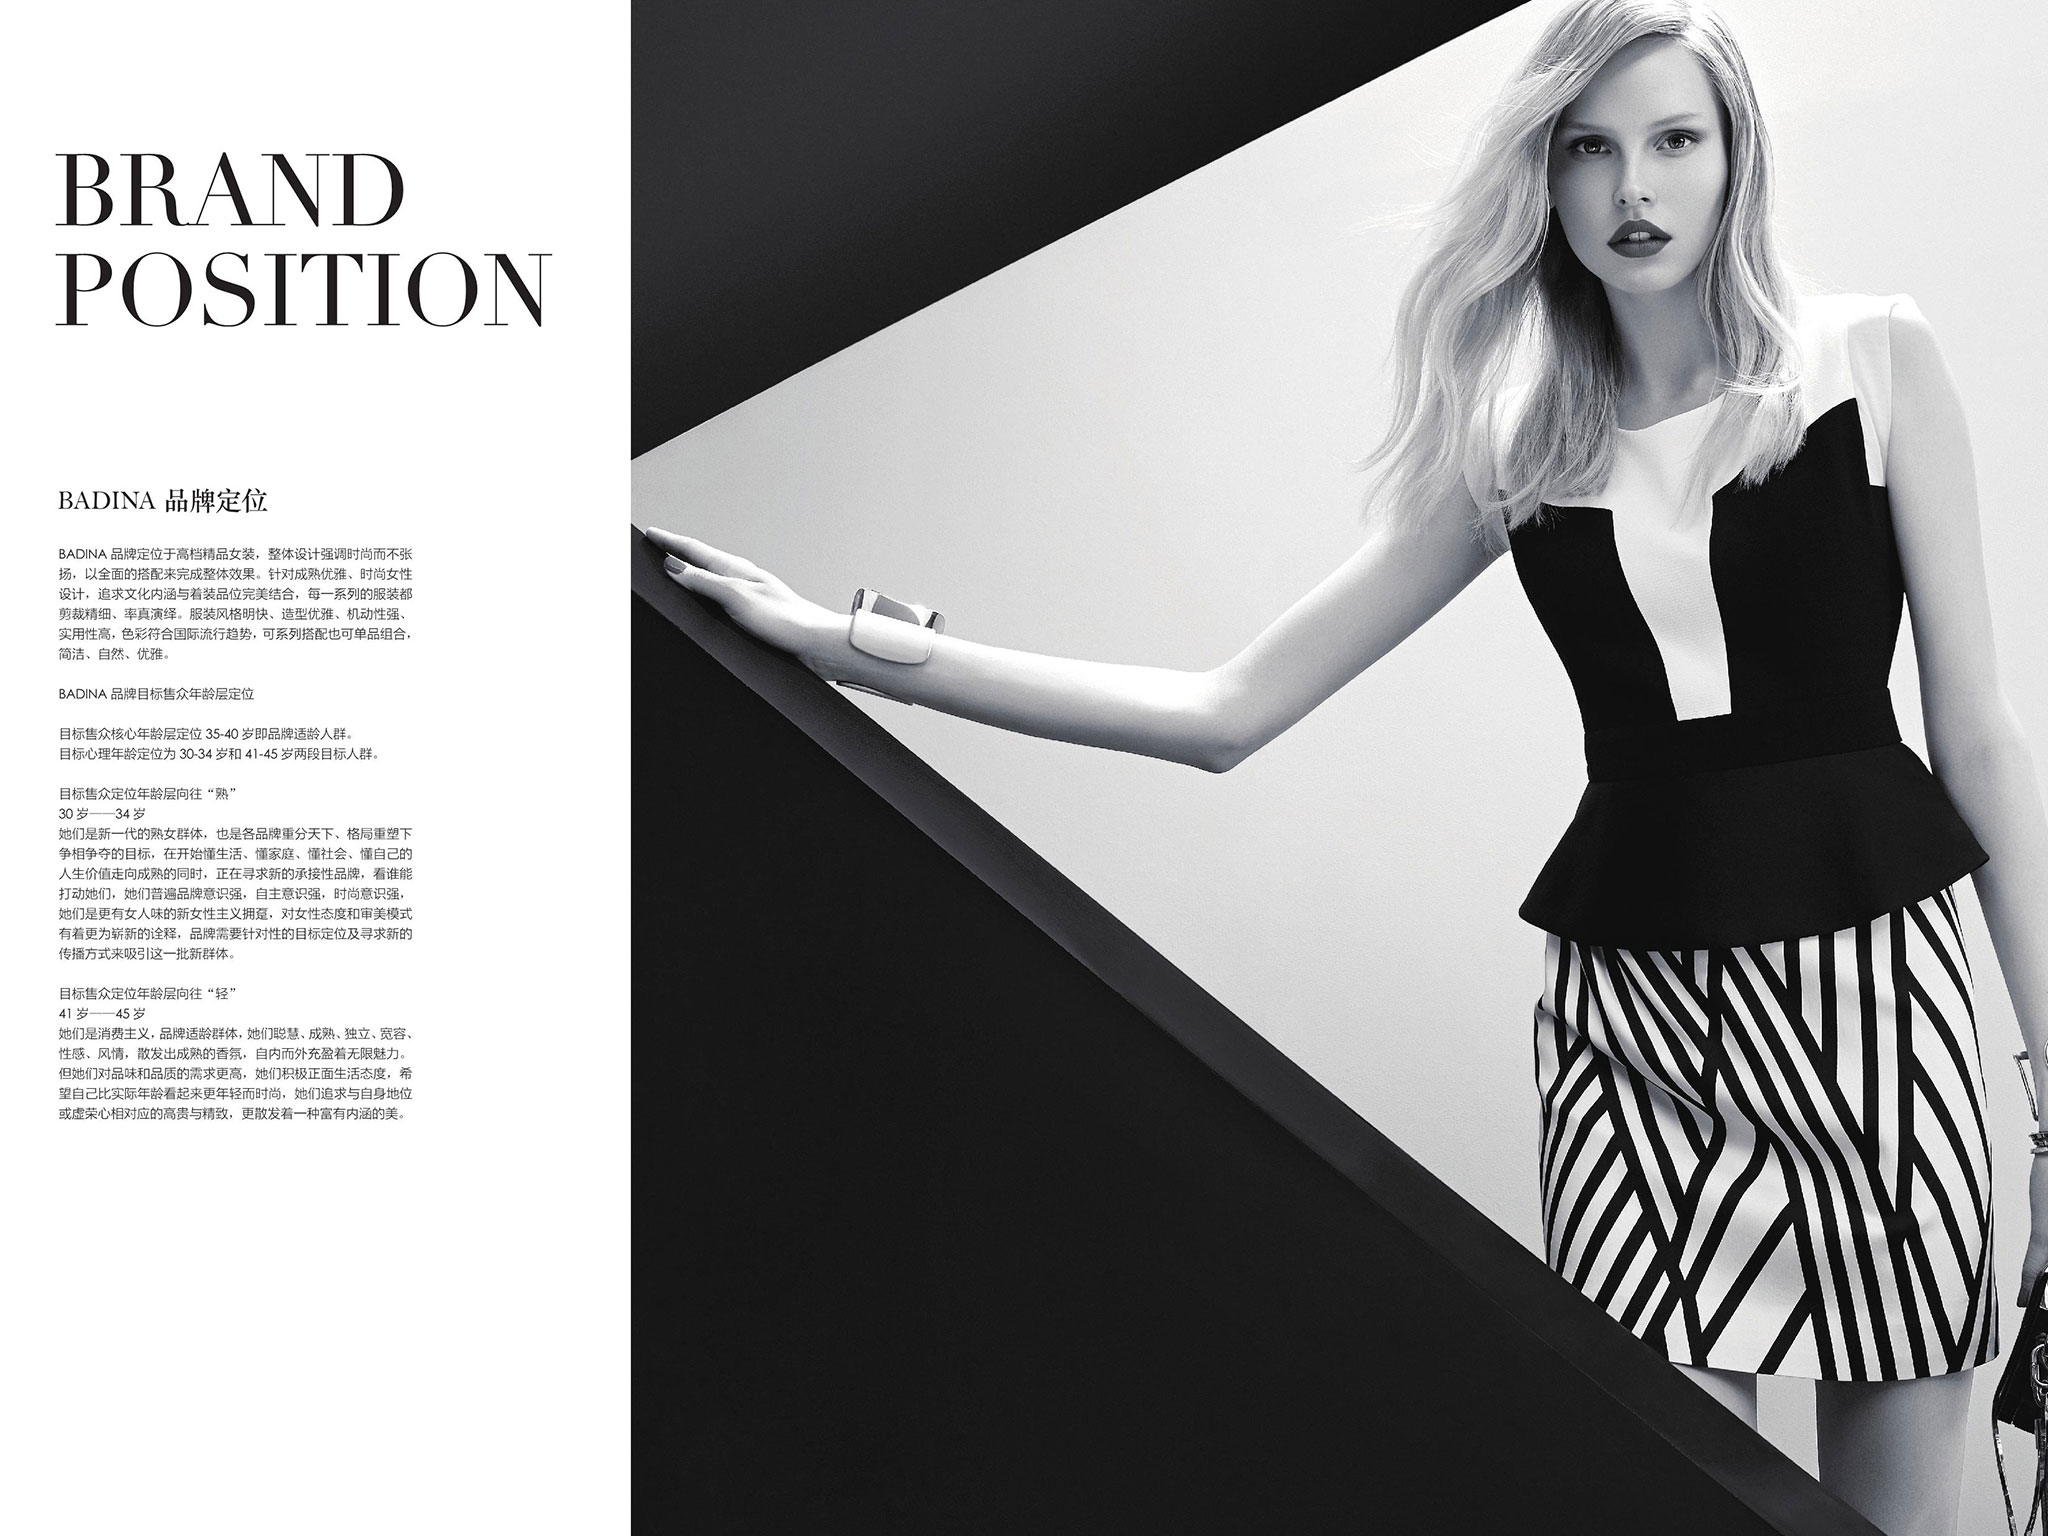 BRAND
POSITION
BADINA 品牌定位
BADINA 品牌定位于高档精品女装，整体设计强调时尚而不张
扬，以全面的搭配来完成整体效果。针对成熟优雅、时尚女性
设计，追求文化内涵与着装品位完美结合，每一系列的服装都
剪裁精细、率真演绎。服装风格明快、造型优雅、机动性强、
实用性高，色彩符合国际流行趋势，可系列搭配也可单品组合，
简洁、自然、优雅。
BADINA 品牌目标售众年龄层定位
目标售众核心年龄层定位 35-40 岁即品牌适龄人群。
目标心理年龄定位为 30-34 岁和 41-45 岁两段目标人群。
目标售众定位年龄层向往“熟”
30 岁——34 岁
她们是新一代的熟女群体，也是各品牌重分天下、格局重塑下
争相争夺的目标，在开始懂生活、懂家庭、懂社会、懂自己的
人生价值走向成熟的同时，正在寻求新的承接性品牌，看谁能
打动她们，她们普遍品牌意识强，自主意识强，时尚意识强，
她们是更有女人味的新女性主义拥趸，对女性态度和审美模式
有着更为崭新的诠释，品牌需要针对性的目标定位及寻求新的
传播方式来吸引这一批新群体。
目标售众定位年龄层向往“轻”
41 岁——45 岁
她们是消费主义，品牌适龄群体，她们聪慧、成熟、独立、宽容、
性感、风情，散发出成熟的香氛，自内而外充盈着无限魅力。
但她们对品味和品质的需求更高，她们积极正面生活态度，希
望自己比实际年龄看起来更年轻而时尚，她们追求与自身地位
或虚荣心相对应的高贵与精致，更散发着一种富有内涵的美。